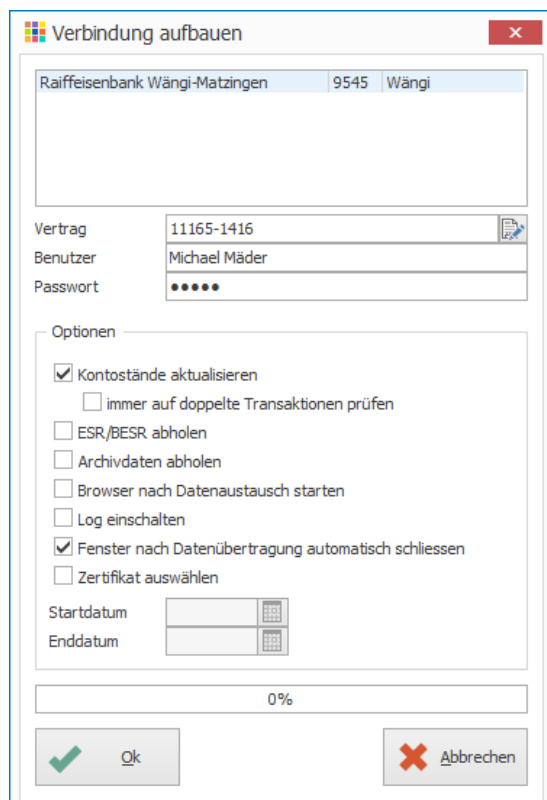 Verbindung aufbauen
Raiffeisenbank Wängi-Matzingen 9545 Wängi
Vertrag 11165-1416
Benutzer Michael Mäder
Passwort •••••
Optionen
Kontostände aktualisieren
immer auf doppelte Transaktionen prüfen
ESR/BESR abholen
Archivdaten abholen
Browser nach Datenaustausch starten
Log einschalten
Fenster nach Datenübertragung automatisch schliessen
Zertifikat auswählen
Startdatum
Enddatum
0%
Ok Abbrechen